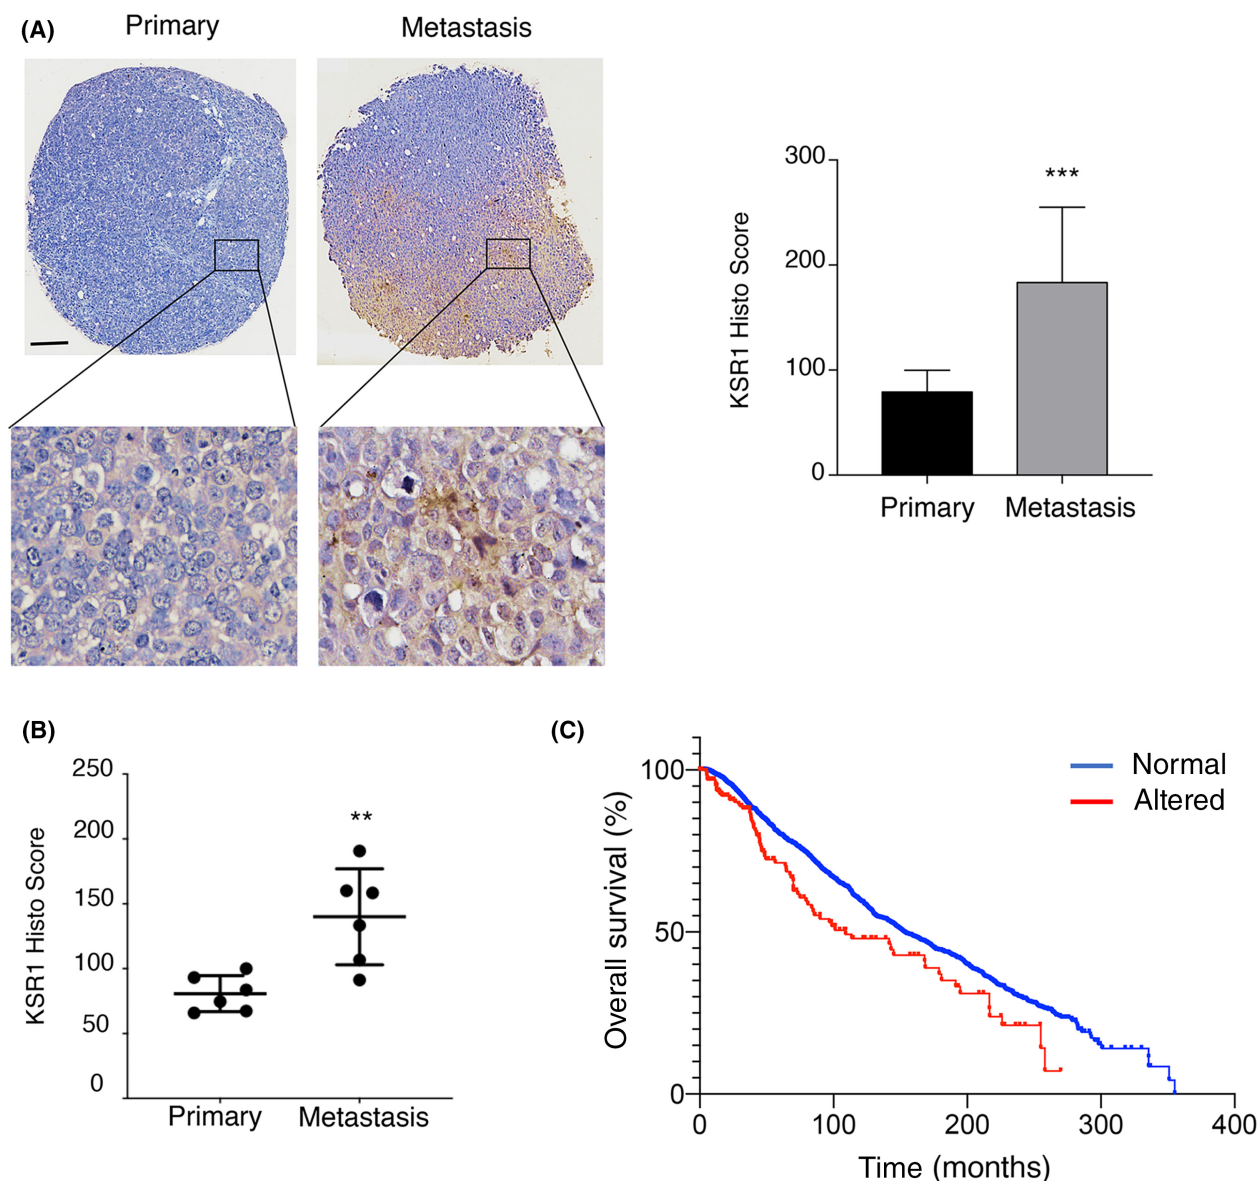 (A)
Primary
Metastasis
300
200
100
0
KSR1 Histo Score
***
Primary
Metastasis
(B)
250
200
150
100
50
0
KSR1 Histo Score
**
Primary
Metastasis
(C)
100
50
0
Overall survival (%)
Normal
Altered
0
100
200
300
400
Time (months)